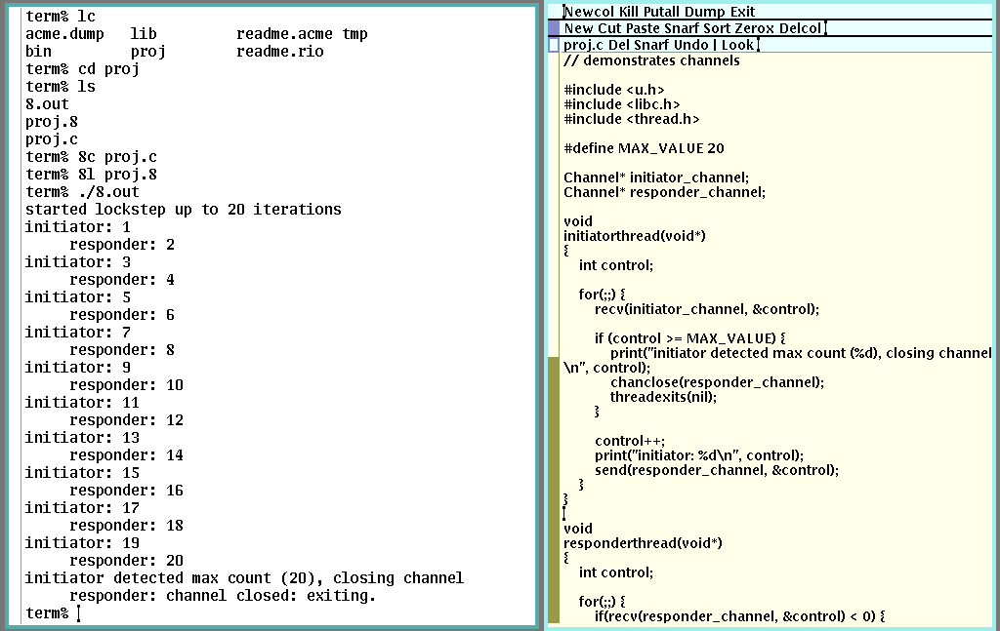 term% lc
acme.dump lib readme.acme tmp
bin proj readme.rio
term% cd proj
term% ls
8.out
proj.8
proj.c
term% 8c proj.c
term% 8l proj.8
term% ./8.out
started lockstep up to 20 iterations
initiator: 1
responder: 2
initiator: 3
responder: 4
initiator: 5
responder: 6
initiator: 7
responder: 8
initiator: 9
responder: 10
initiator: 11
responder: 12
initiator: 13
responder: 14
initiator: 15
responder: 16
initiator: 17
responder: 18
initiator: 19
responder: 20
initiator detected max count (20), closing channel
responder: channel closed: exiting.
term%
Newcol Kill Putall Dump Exit
New Cut Paste Snarf Sort Zerox Delcol
proj.c Del Snarf Undo | Look
// demonstrates channels
#include <u.h>
#include <libc.h>
#include <thread.h>
#define MAX_VALUE 20
Channel* initiator_channel;
Channel* responder_channel;
void
initiatorthread(void*)
{
int control;
for(;;) {
recv(initiator_channel, &control);
if (control >= MAX_VALUE) {
print("initiator detected max count (%d), closing channel
\n", control);
chanclose(responder_channel);
threadexits(nil);
}
control++;
print("initiator: %d\n", control);
send(responder_channel, &control);
}
}
void
responderthread(void*)
{
int control;
for(;;) {
if(recv(responder_channel, &control) < 0) {